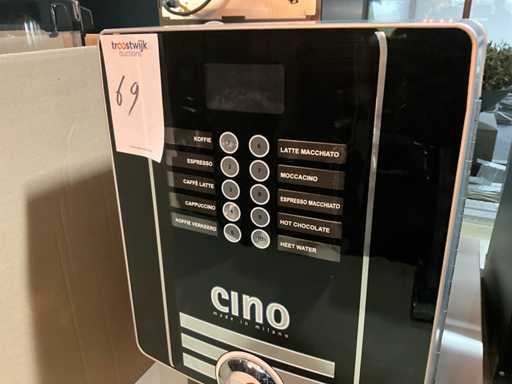 troostwijk
auctions
69
KOFFIE
LATTE MACCHIATO
ESPRESSO
MOCCACINO
CAFFÈ LATTE
ESPRESSO MACCHIATO
CAPPUCCINO
HOT CHOCOLATE
KOFFIE VERKEERD
HEET WATER
cino
made in milano